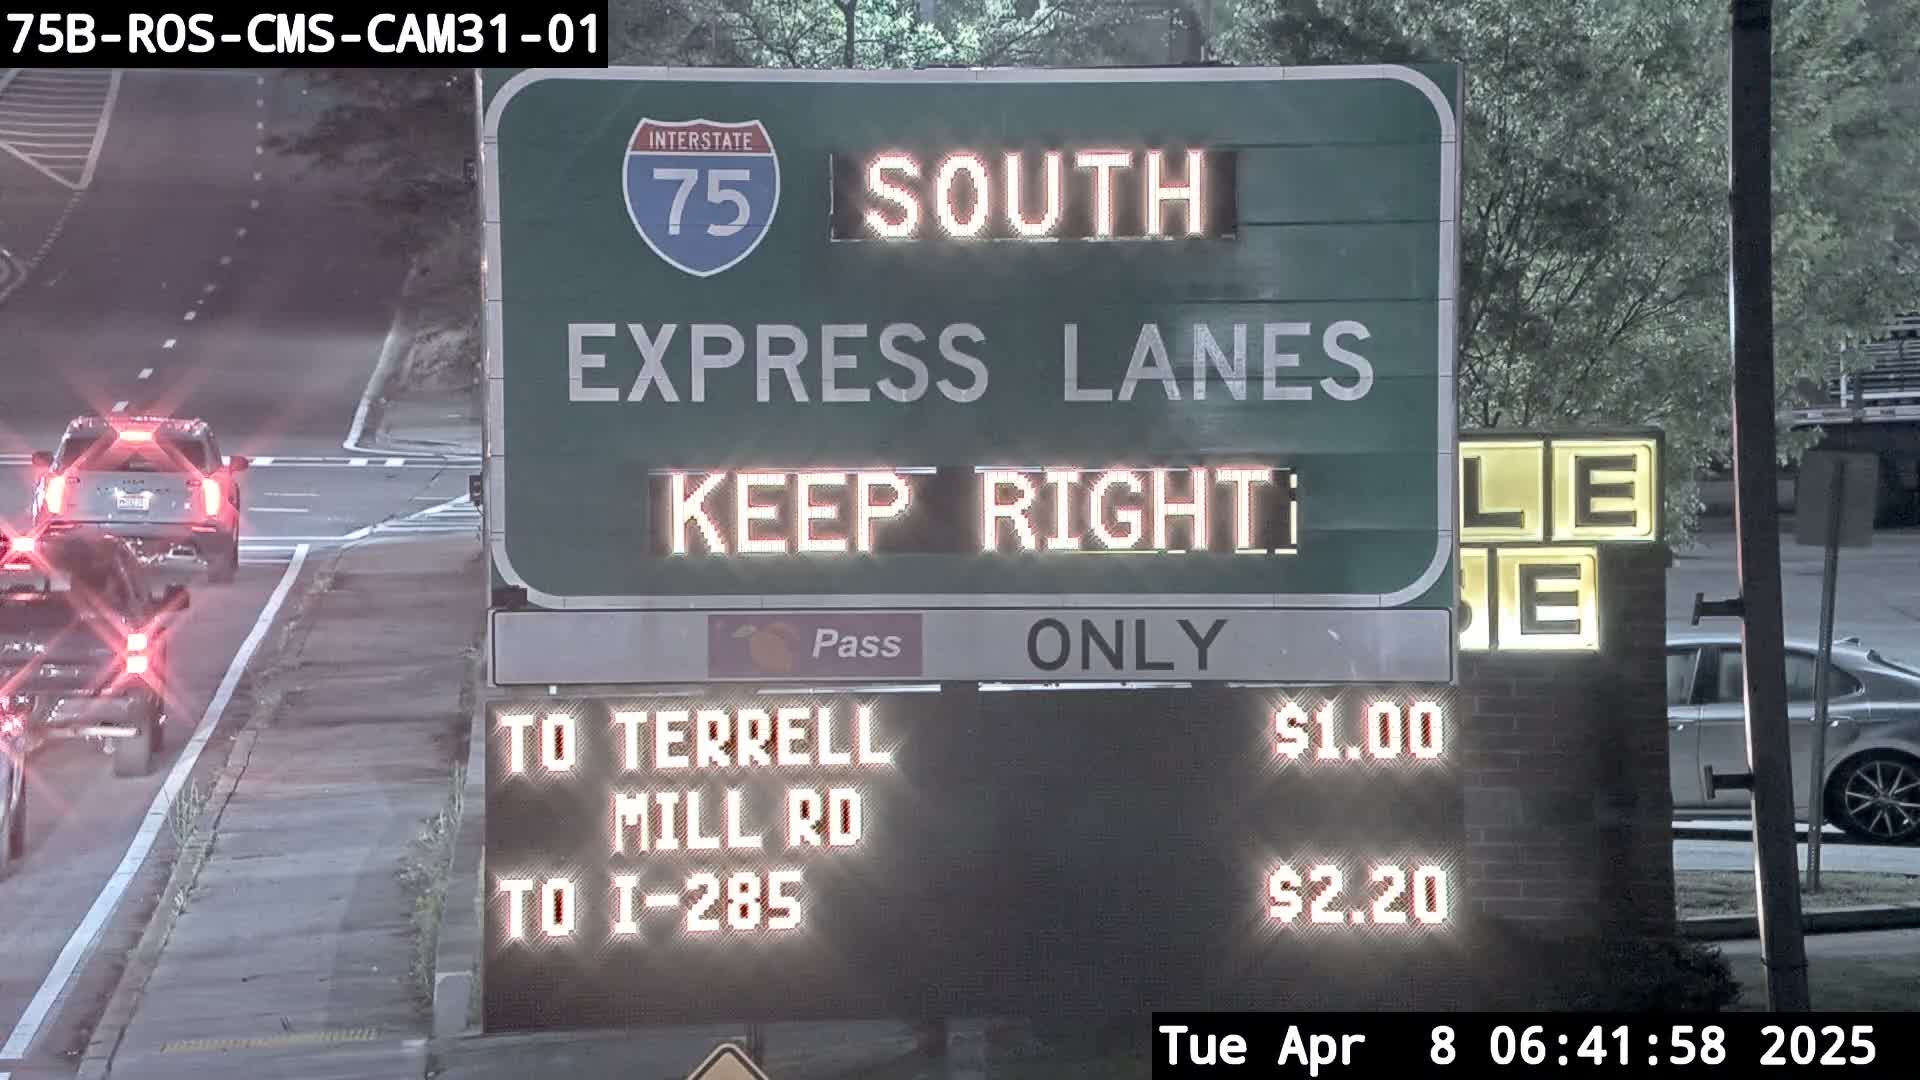 75B-ROS-CMS-CAM31-01
INTERSTATE
75
SOUTH
EXPRESS LANES
KEEP RIGHT
Pass ONLY
TO TERRELL $1.00
MILL RD
TO I-285 $2.20
LE
E
Tue Apr 8 06:41:58 2025